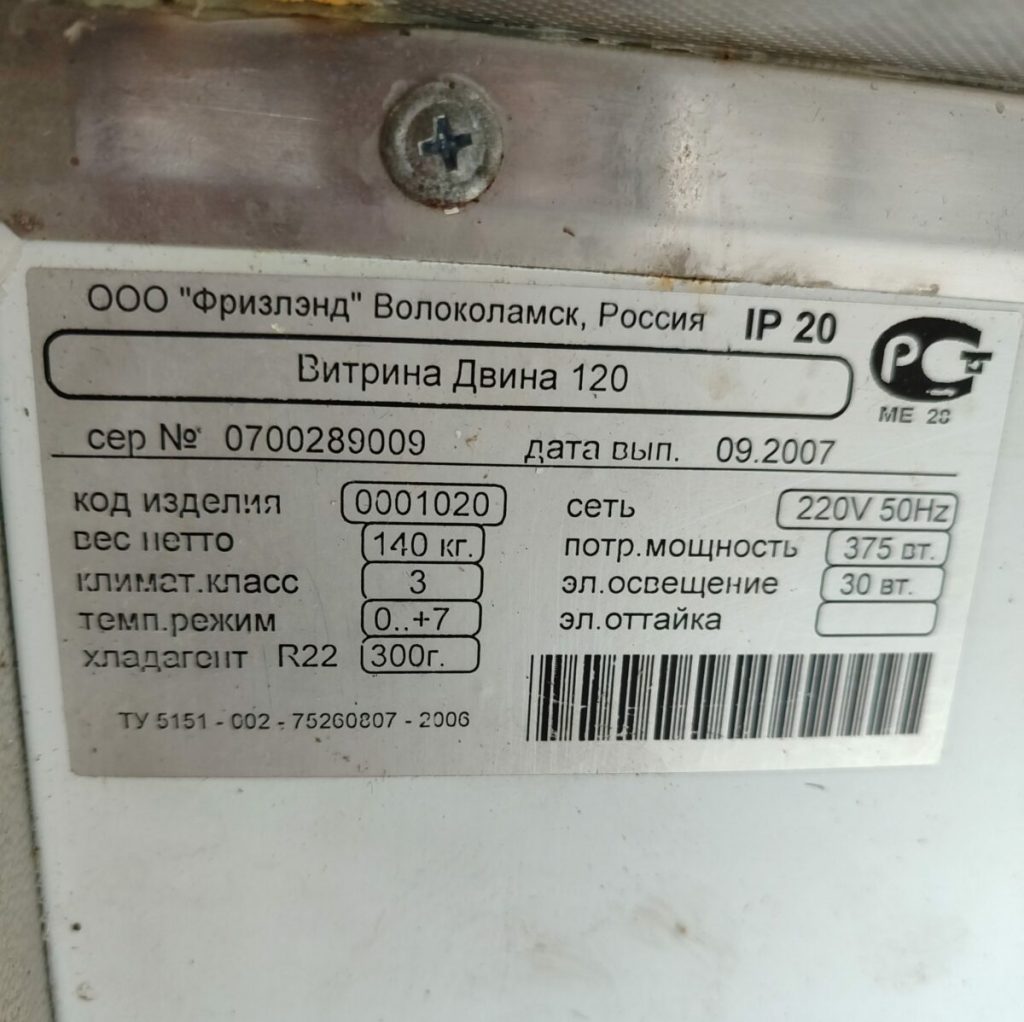 ООО "Фризлэнд" Волоколамск, Россия IP 20
Витрина Двина 120
РСТ
МЕ 28
сер № 0700289009 дата вып. 09.2007
код изделия 0001020 сеть 220V 50Hz
вес нетто 140 кг. потр.мощность 375 вт.
климат.класс 3 эл.освещение 30 вт.
темп.режим 0..+7 эл.оттайка
хладагент R22 300г.
ТУ 5151 - 002 - 75260807 - 2006